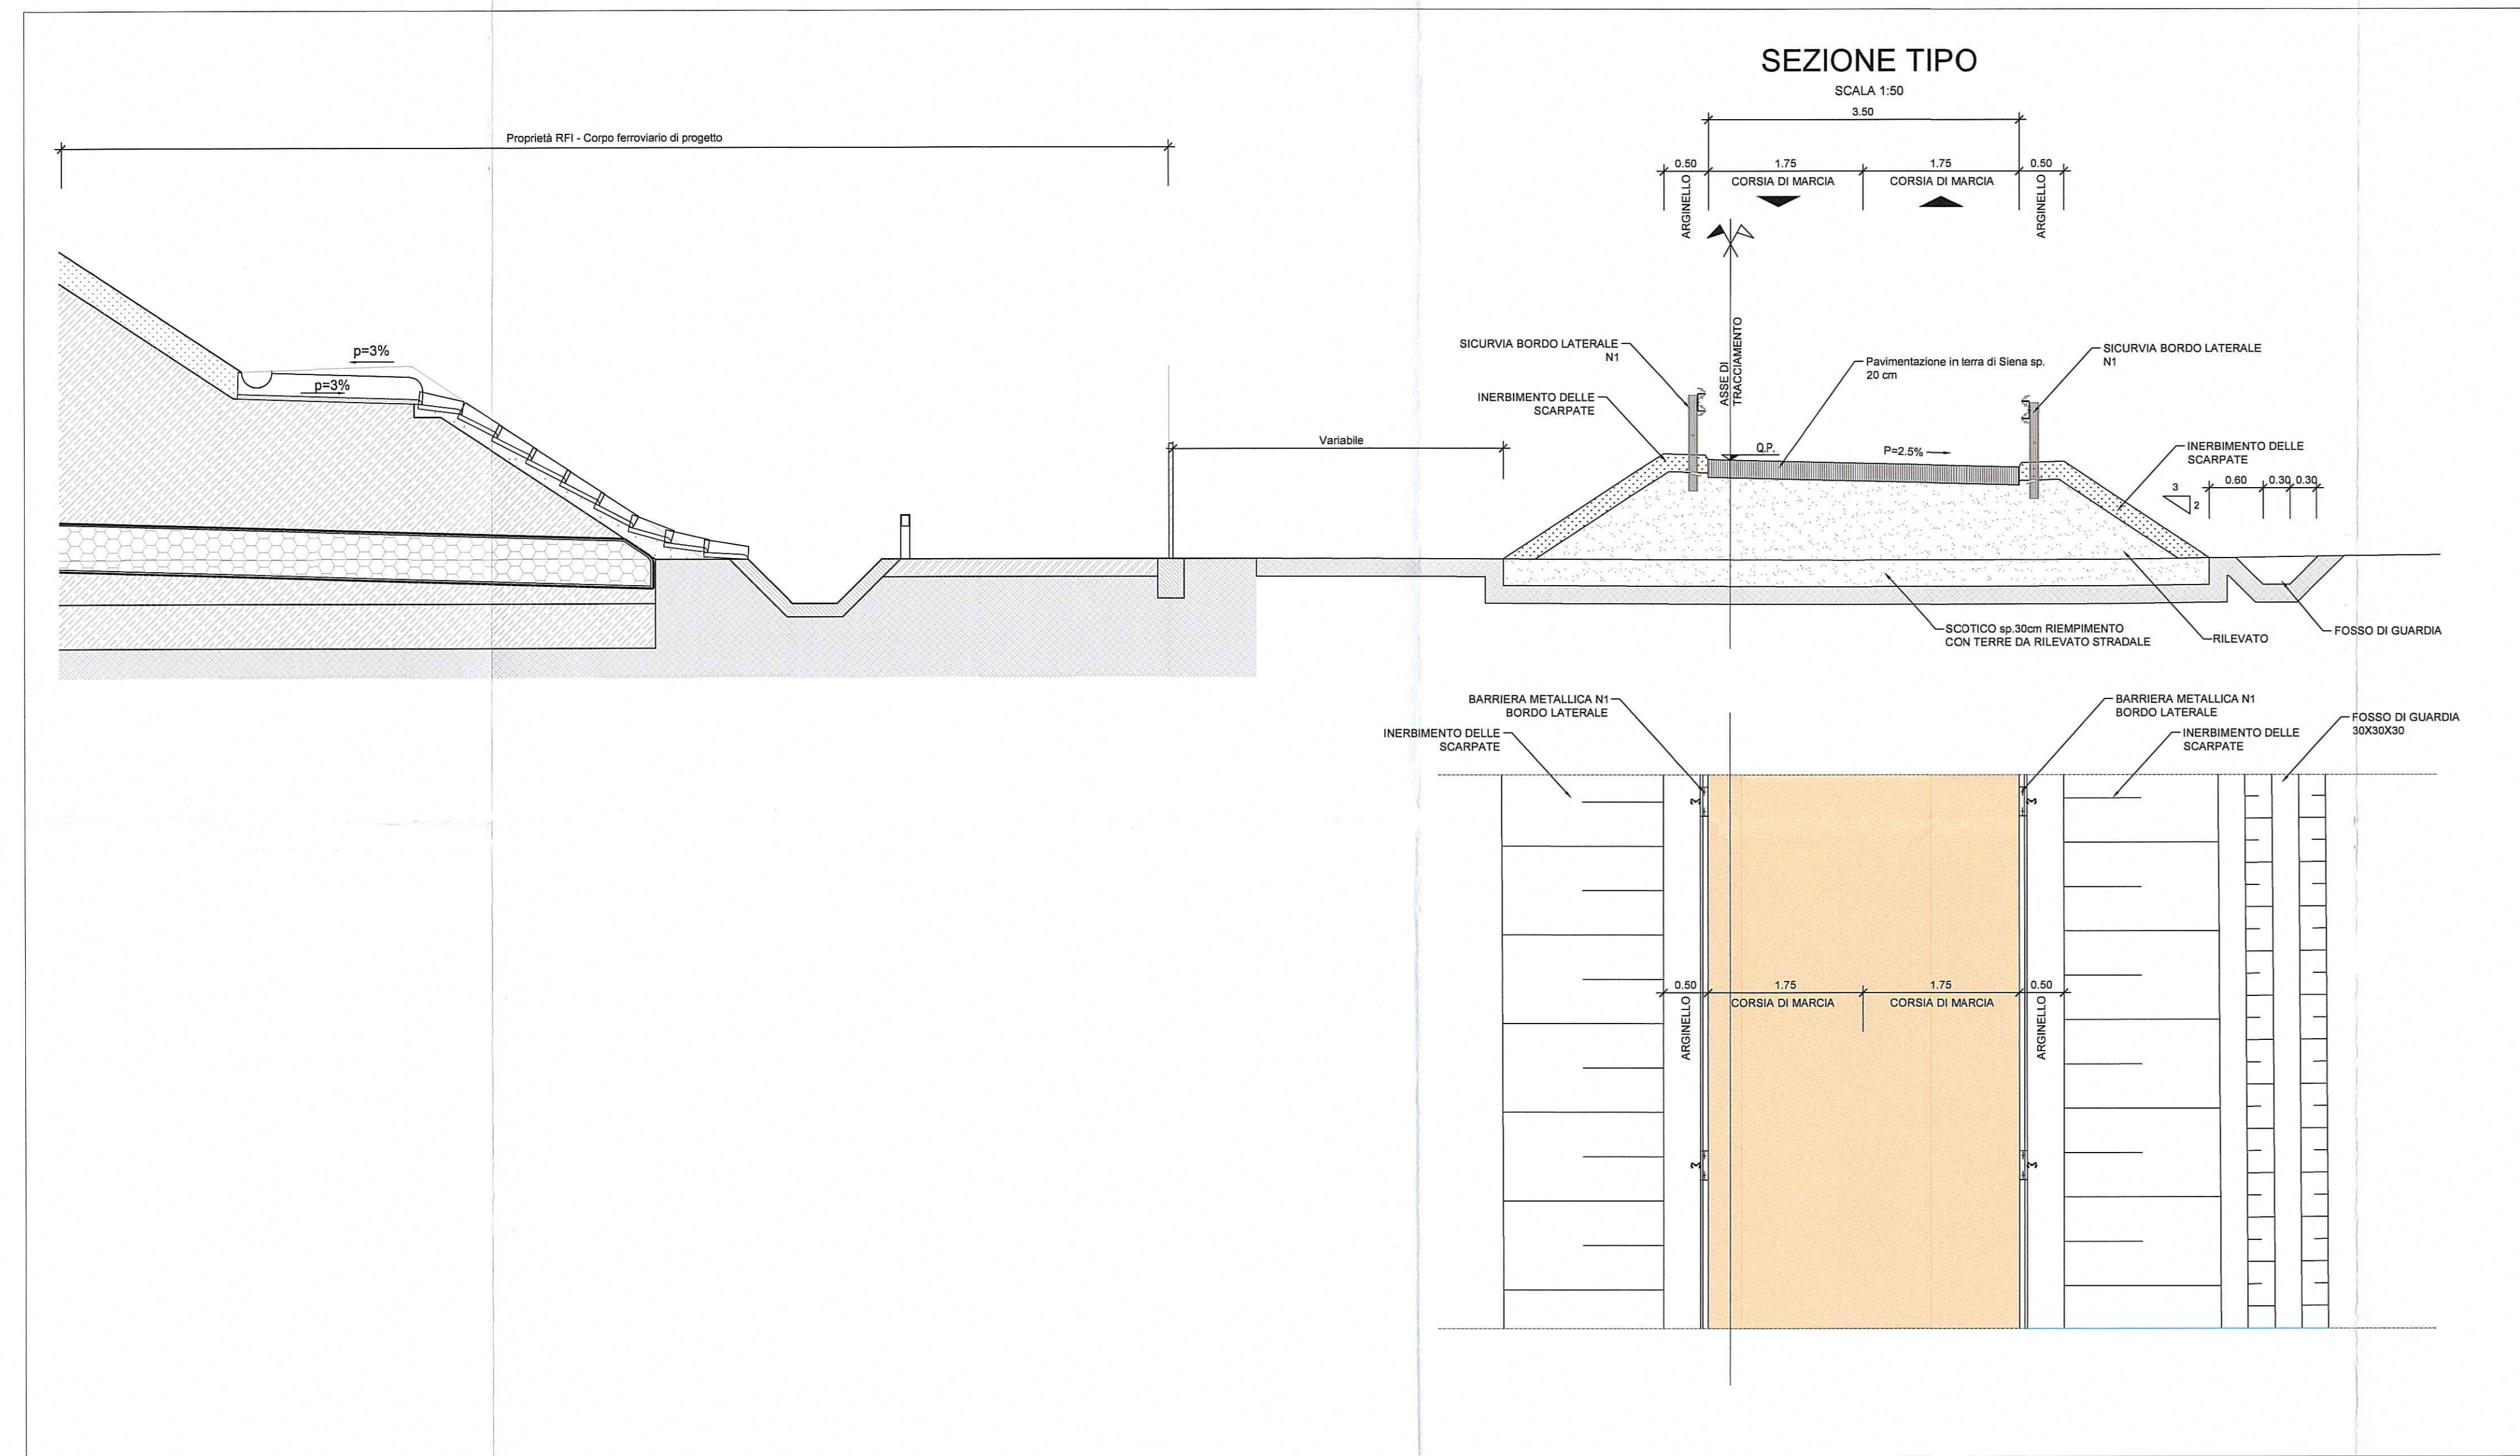 SEZIONE TIPO
SCALA 1:50
3.50
0.50
1.75
1.75
0.50
ARGINELLO
CORSIA DI MARCIA
CORSIA DI MARCIA
ARGINELLO
Proprietà RFI - Corpo ferroviario di progetto
p=3%
p=3%
Variabile
ASSE DI
TRACCIAMENTO
SICURVIA BORDO LATERALE
N1
INERBIMENTO DELLE
SCARPATE
Pavimentazione in terra di Siena sp.
20 cm
SICURVIA BORDO LATERALE
N1
Q.P.
P=2.5%
INERBIMENTO DELLE
SCARPATE
3
2
0.60
0.30
0.30
SCOTICO sp.30cm RIEMPIMENTO
CON TERRE DA RILEVATO STRADALE
RILEVATO
FOSSO DI GUARDIA
BARRIERA METALLICA N1
BORDO LATERALE
INERBIMENTO DELLE
SCARPATE
BARRIERA METALLICA N1
BORDO LATERALE
INERBIMENTO DELLE
SCARPATE
FOSSO DI GUARDIA
30X30X30
0.50
1.75
1.75
0.50
ARGINELLO
CORSIA DI MARCIA
CORSIA DI MARCIA
ARGINELLO